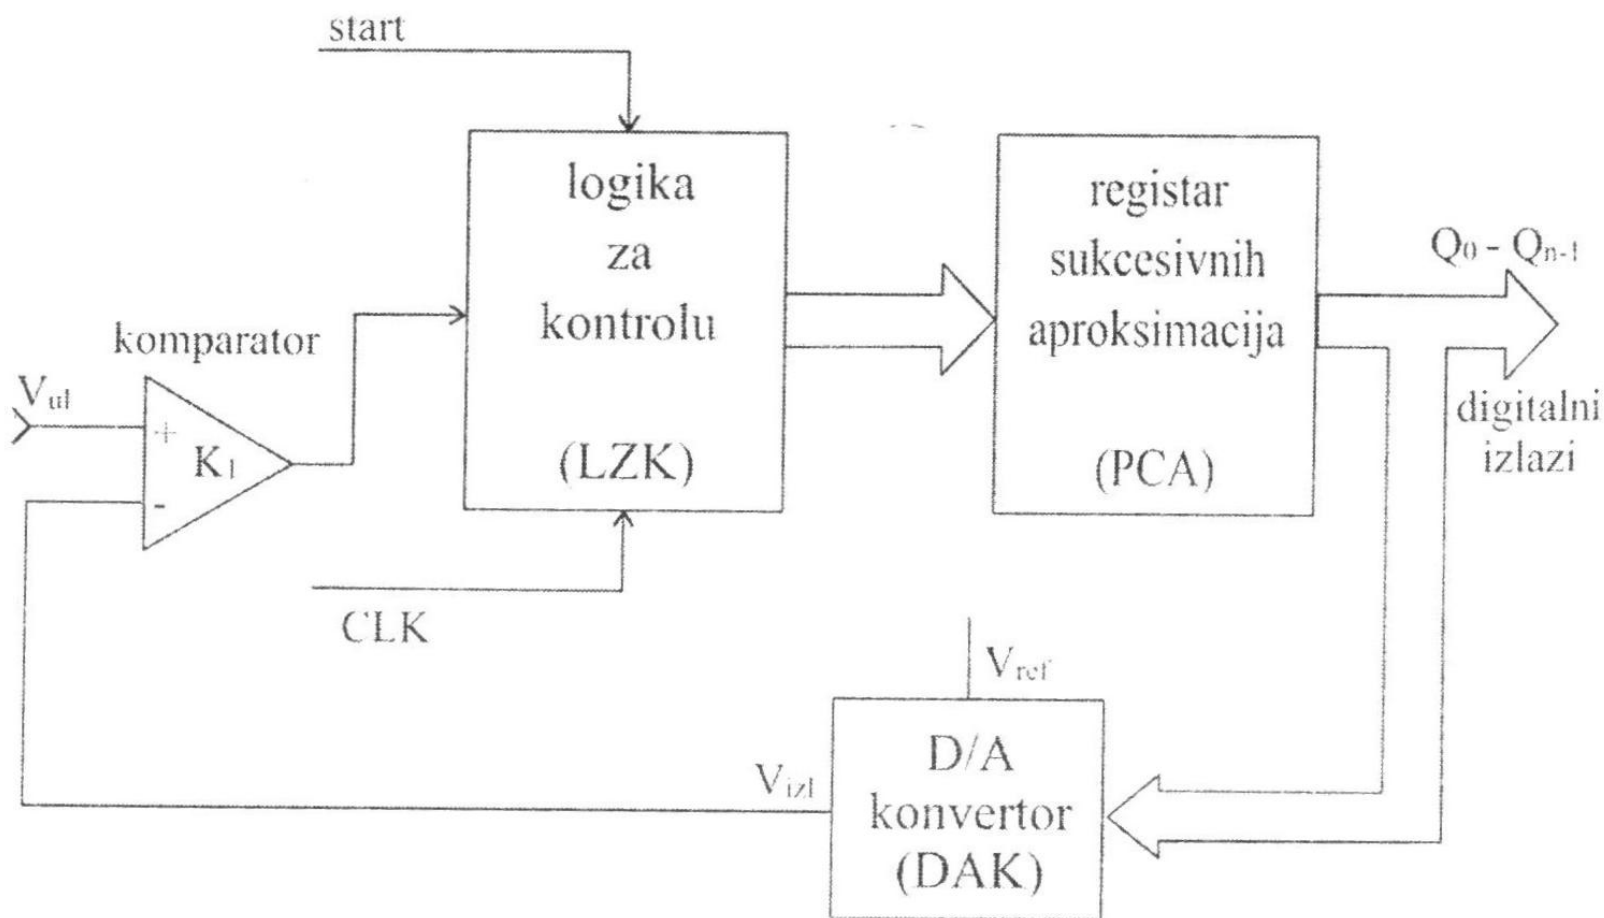 start
logika
za
kontrolu
(LZK)
registar
sukcesivnih
aproksimacija
(PCA)
Q0 - Qn-1
digitalni
izlazi
komparator
Vul
+
K1
-
CLK
Vref
D/A
konvertor
(DAK)
Vizl